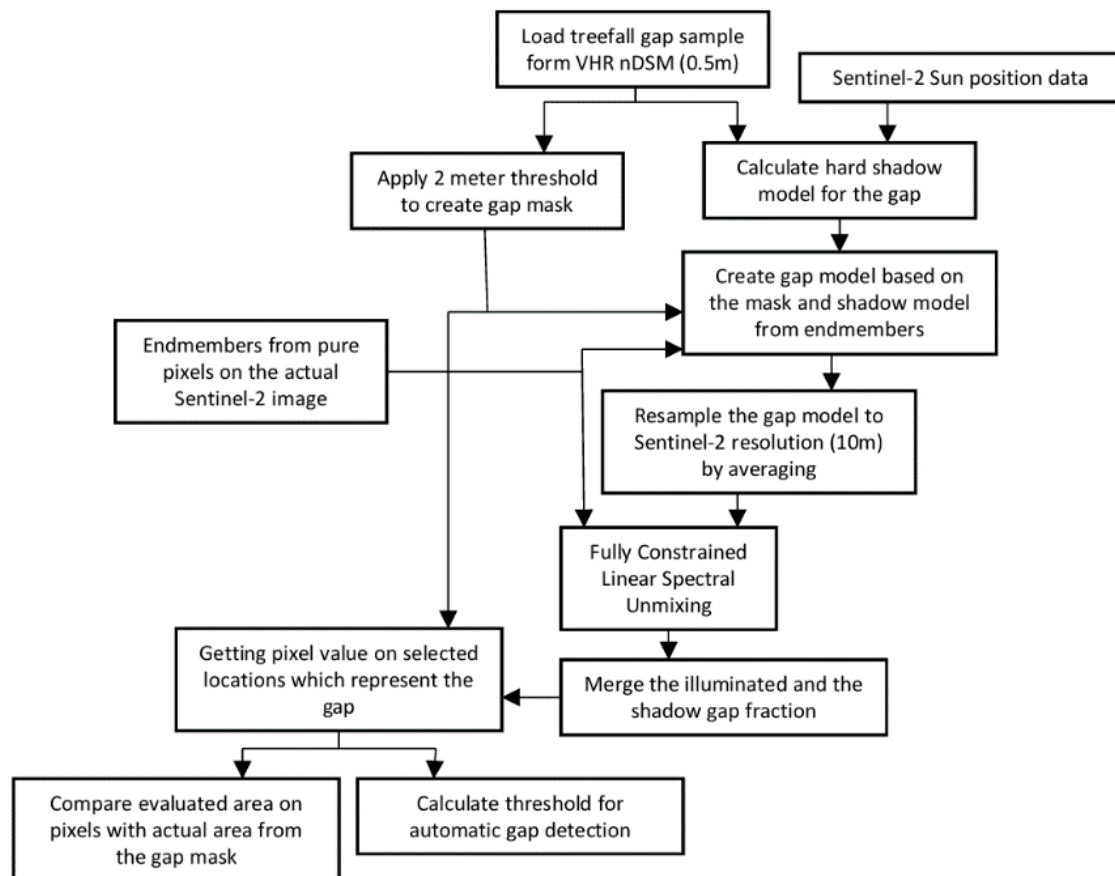 Load treefall gap sample
form VHR nDSM (0.5m)
Sentinel-2 Sun position data
Apply 2 meter threshold
to create gap mask
Calculate hard shadow
model for the gap
Create gap model based on
the mask and shadow model
from endmembers
Endmembers from pure
pixels on the actual
Sentinel-2 image
Resample the gap model to
Sentinel-2 resolution (10m)
by averaging
Fully Constrained
Linear Spectral
Unmixing
Getting pixel value on selected
locations which represent the
gap
Merge the illuminated and the
shadow gap fraction
Compare evaluated area on
pixels with actual area from
the gap mask
Calculate threshold for
automatic gap detection